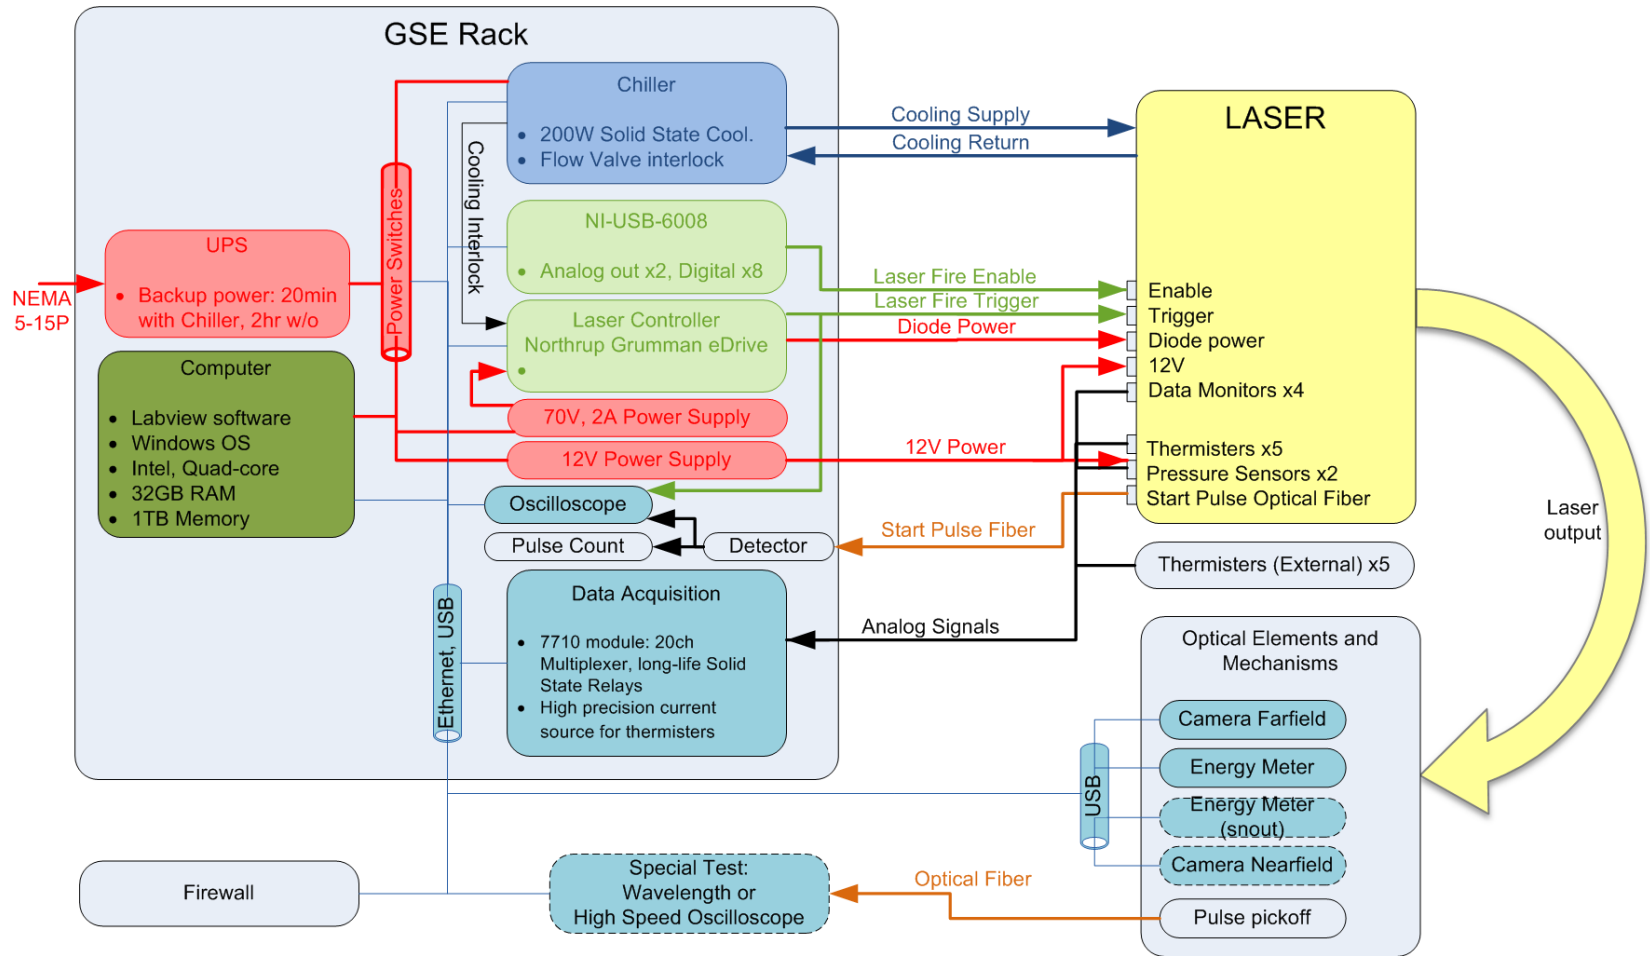 GSE Rack
Chiller
• 200W Solid State Cool.
• Flow Valve interlock
Cooling Supply
Cooling Return
LASER
Cooling Interlock
Power Switches
NI-USB-6008
• Analog out x2, Digital x8
UPS
• Backup power: 20min
with Chiller, 2hr w/o
NEMA
5-15P
Laser Fire Enable
Laser Fire Trigger
Diode Power
Enable
Trigger
Diode power
12V
Data Monitors x4
Thermisters x5
Pressure Sensors x2
Start Pulse Optical Fiber
Laser Controller
Northrup Grumman eDrive
•
Computer
• Labview software
• Windows OS
• Intel, Quad-core
• 32GB RAM
• 1TB Memory
70V, 2A Power Supply
12V Power Supply
12V Power
Oscilloscope
Pulse Count
Detector
Start Pulse Fiber
Laser
output
Thermisters (External) x5
Data Acquisition
• 7710 module: 20ch
Multiplexer, long-life Solid
State Relays
• High precision current
source for thermisters
Analog Signals
Ethernet, USB
Optical Elements and
Mechanisms
Camera Farfield
Energy Meter
Energy Meter
(snout)
Camera Nearfield
Pulse pickoff
USB
Firewall
Special Test:
Wavelength or
High Speed Oscilloscope
Optical Fiber